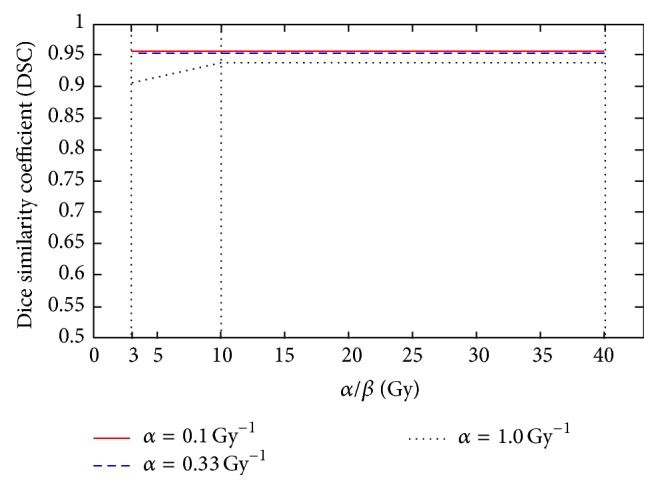 Dice similarity coefficient (DSC)
1
0.95
0.9
0.85
0.8
0.75
0.7
0.65
0.6
0.55
0.5
0 3 5 10 15 20 25 30 35 40
α/β (Gy)
α = 0.1 Gy⁻¹
α = 0.33 Gy⁻¹
α = 1.0 Gy⁻¹